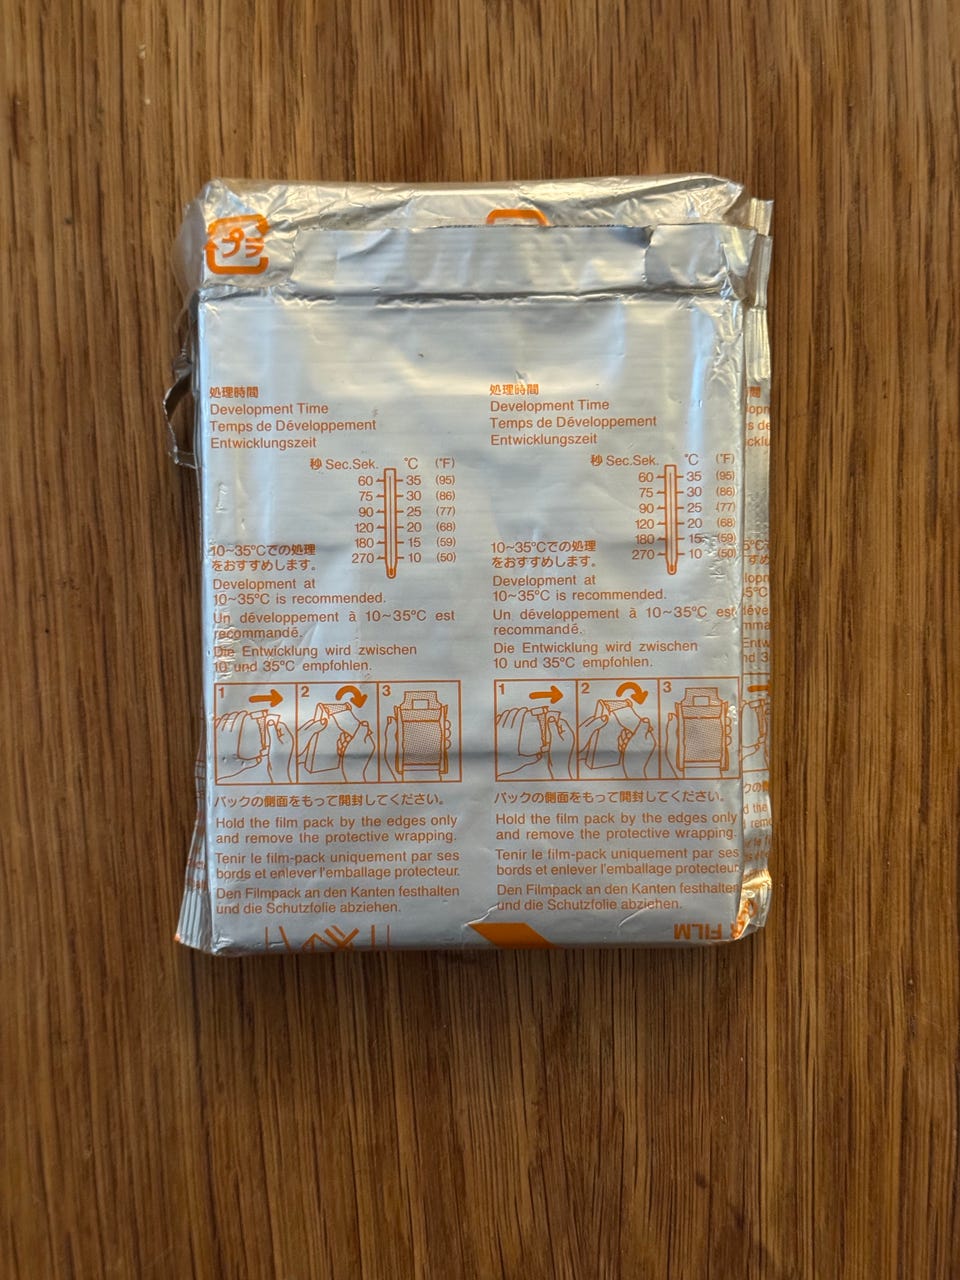 プラ
処理時間
Development Time
Temps de Développement
Entwicklungszeit
秒 Sec.Sek. °C (°F)
60 35 (95)
75 30 (86)
90 25 (77)
120 20 (68)
180 15 (59)
270 10 (50)
10~35°Cでの処理
をおすすめします。
Development at
10~35°C is recommended.
Un développement à 10~35°C est
recommandé.
Die Entwicklung wird zwischen
10 und 35°C empfohlen.
1 2 3
パックの側面をもって開封してください。
Hold the film pack by the edges only
and remove the protective wrapping.
Tenir le film-pack uniquement par ses
bords et enlever l'emballage protecteur.
Den Filmpack an den Kanten festhalten
und die Schutzfolie abziehen.
処理時間
Development Time
Temps de Développement
Entwicklungszeit
秒 Sec.Sek. °C (°F)
60 35 (95)
75 30 (86)
90 25 (77)
120 20 (68)
180 15 (59)
270 10 (50)
10~35°Cでの処理
をおすすめします。
Development at
10~35°C is recommended.
Un développement à 10~35°C est
recommandé.
Die Entwicklung wird zwischen
10 und 35°C empfohlen.
1 2 3
パックの側面をもって開封してください。
Hold the film pack by the edges only
and remove the protective wrapping.
Tenir le film-pack uniquement par ses
bords et enlever l'emballage protecteur.
Den Filmpack an den Kanten festhalten
und die Schutzfolie abziehen.
FILM